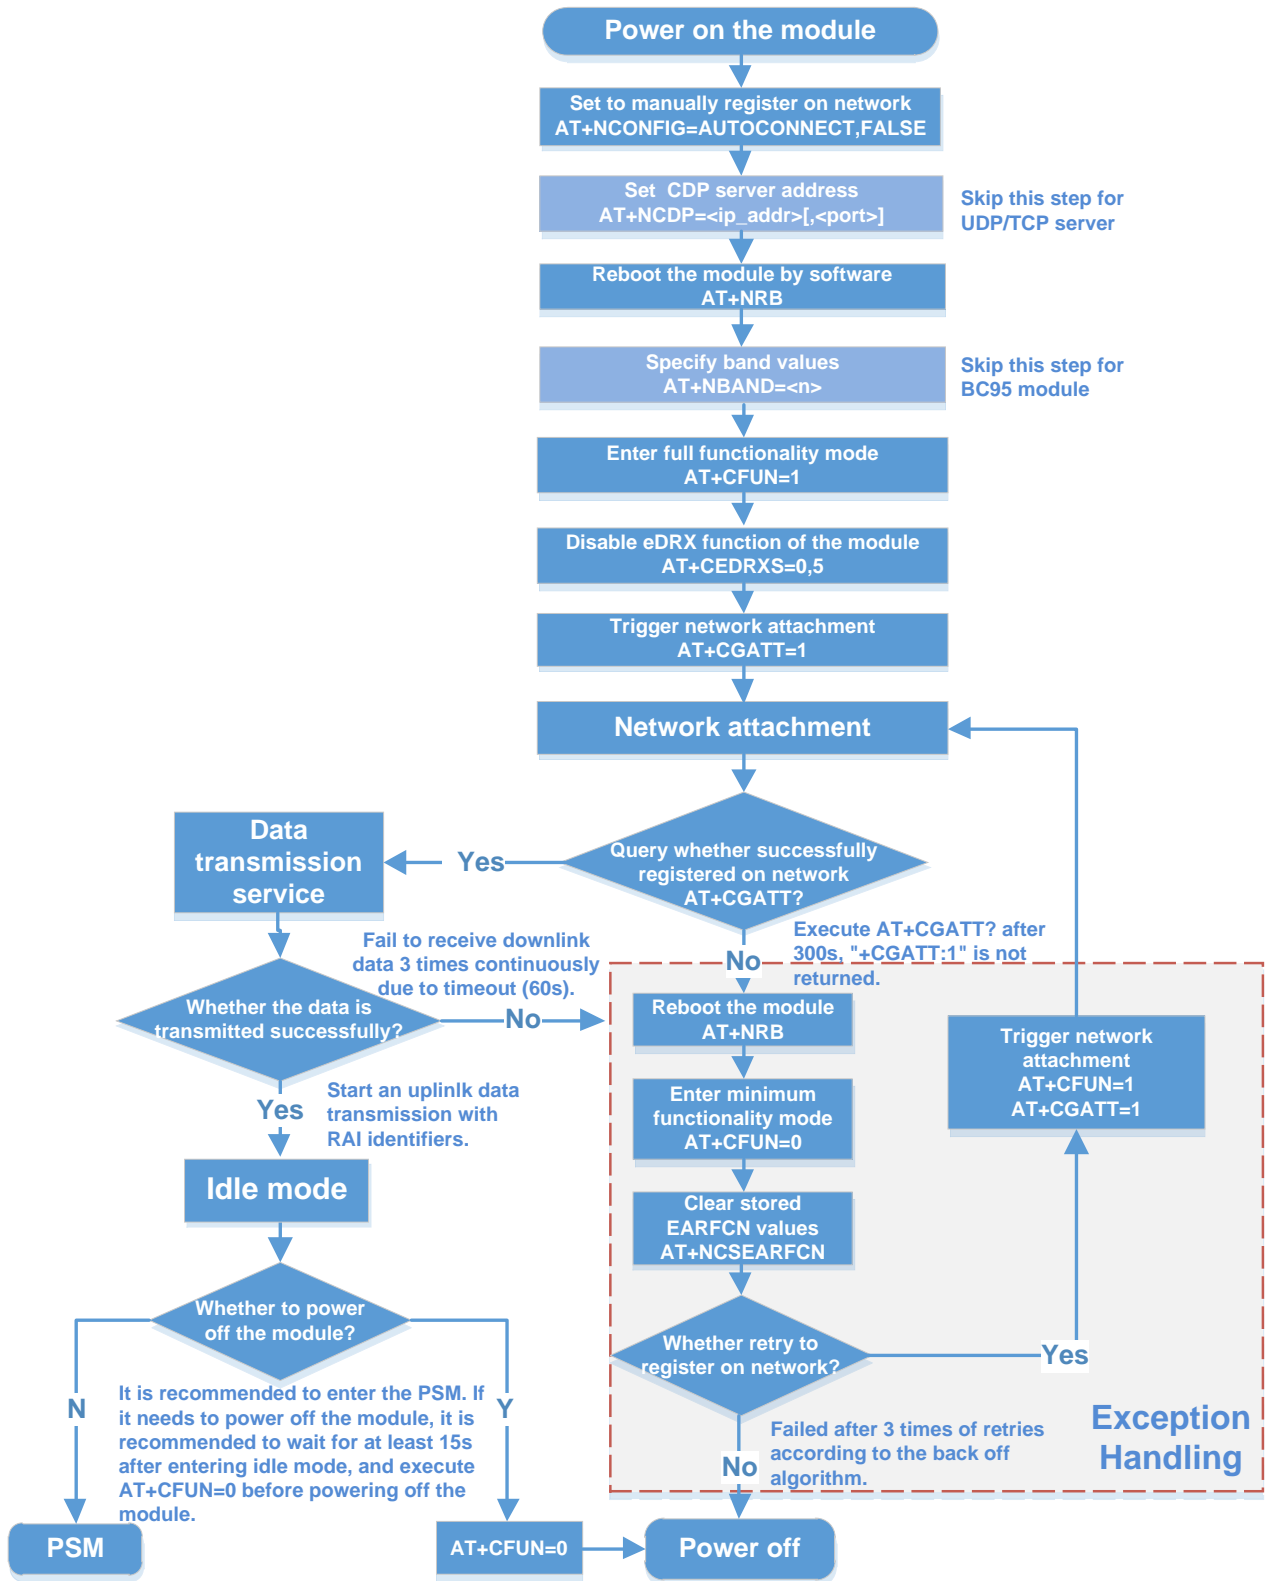 Power on the module
Set to manually register on network
AT+NCONFIG=AUTOCONNECT,FALSE
Set CDP server address
AT+NCDP=<ip_addr>[,<port>]
Skip this step for
UDP/TCP server
Reboot the module by software
AT+NRB
Specify band values
AT+NBAND=<n>
Skip this step for
BC95 module
Enter full functionality mode
AT+CFUN=1
Disable eDRX function of the module
AT+CEDRXS=0,5
Trigger network attachment
AT+CGATT=1
Network attachment
Query whether successfully
registered on network
AT+CGATT?
Yes
Data
transmission
service
Execute AT+CGATT? after
300s, "+CGATT:1" is not
returned.
No
Fail to receive downlink
data 3 times continuously
due to timeout (60s).
Whether the data is
transmitted successfully?
No
Reboot the module
AT+NRB
Trigger network
attachment
AT+CFUN=1
AT+CGATT=1
Yes
Start an uplinlk data
transmission with
RAI identifiers.
Enter minimum
functionality mode
AT+CFUN=0
Idle mode
Clear stored
EARFCN values
AT+NCSEARFCN
Whether to power
off the module?
Whether retry to
register on network?
Yes
N
It is recommended to enter the PSM. If
it needs to power off the module, it is
recommended to wait for at least 15s
after entering idle mode, and execute
AT+CFUN=0 before powering off the
module.
Y
Failed after 3 times of retries
according to the back off
algorithm.
No
Exception
Handling
PSM
AT+CFUN=0
Power off